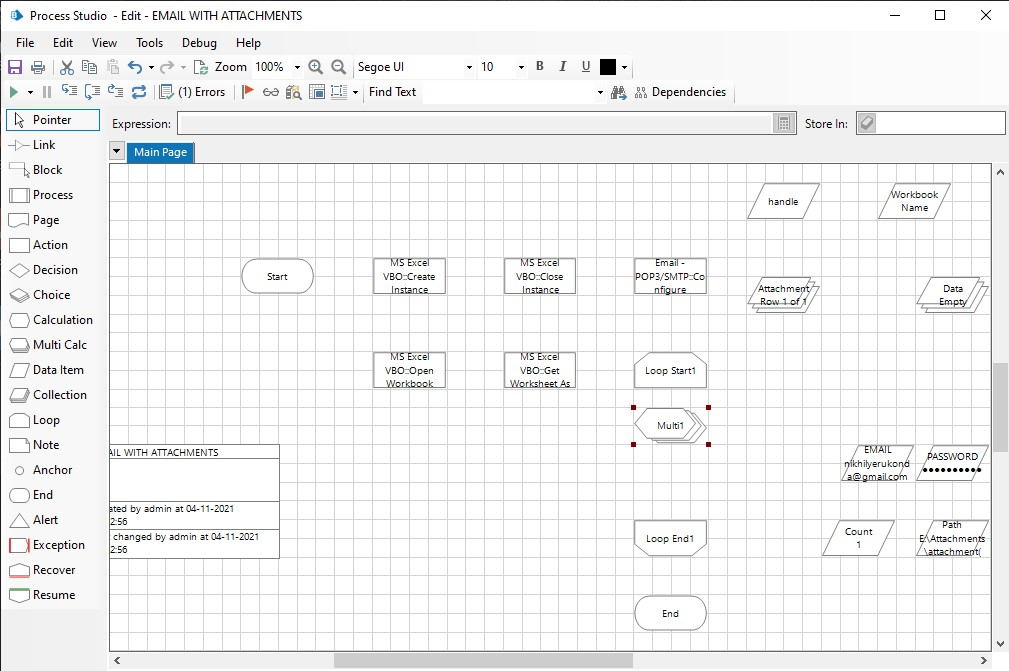 Process Studio - Edit - EMAIL WITH ATTACHMENTS
File Edit View Tools Debug Help
Zoom 100% Segoe UI 10 B I U
(1) Errors Find Text Dependencies
Pointer
Link
Block
Process
Page
Action
Decision
Choice
Calculation
Multi Calc
Data Item
Collection
Loop
Note
Anchor
End
Alert
Exception
Recover
Resume
Expression: Store In:
Main Page
handle
Workbook
Name
Start
MS Excel
VBO::Create
Instance
MS Excel
VBO::Close
Instance
Email -
POP3/SMTP::Co
nfigure
Attachment
Row 1 of 1
Data
Empty
MS Excel
VBO::Open
Workbook
MS Excel
VBO::Get
Worksheet As
Loop Start1
Multi1
AIL WITH ATTACHMENTS
ated by admin at 04-11-2021
2:56
changed by admin at 04-11-2021
2:56
EMAIL
nikhilyerukond
a@gmail.com
PASSWORD
●●●●●●●●●●
Loop End1
Count
1
Path
E:\Attachments
\attachment(
End